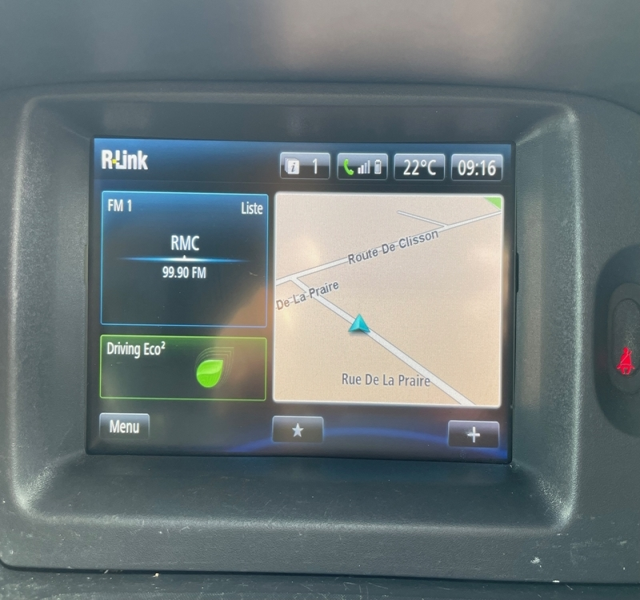 R-Link
1
22°C
09:16
FM 1
Liste
RMC
99.90 FM
Driving Eco²
Menu
Route De Clisson
De La Praire
Rue De La Praire